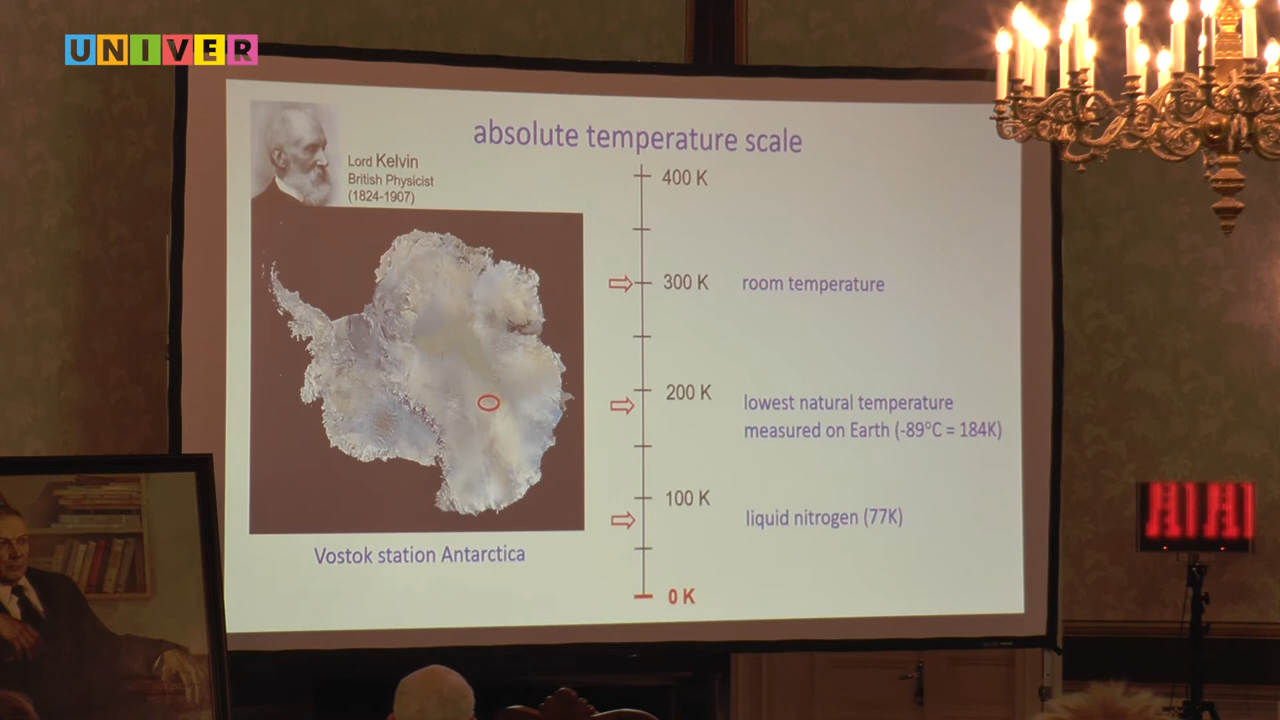 UNIVER
absolute temperature scale
Lord Kelvin
British Physicist
(1824-1907)
400 K
300 K
room temperature
200 K
lowest natural temperature
measured on Earth (-89°C = 184K)
100 K
liquid nitrogen (77K)
Vostok station Antarctica
0 K